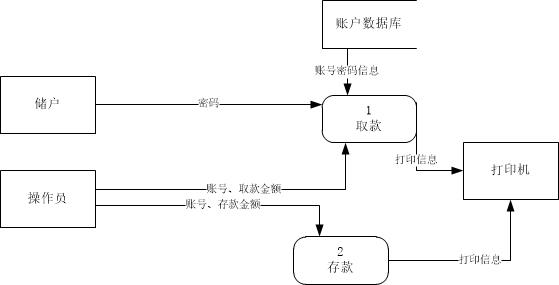 账户数据库
账号密码信息
储户
密码
1
取款
打印信息
打印机
操作员
账号、取款金额
账号、存款金额
2
存款
打印信息